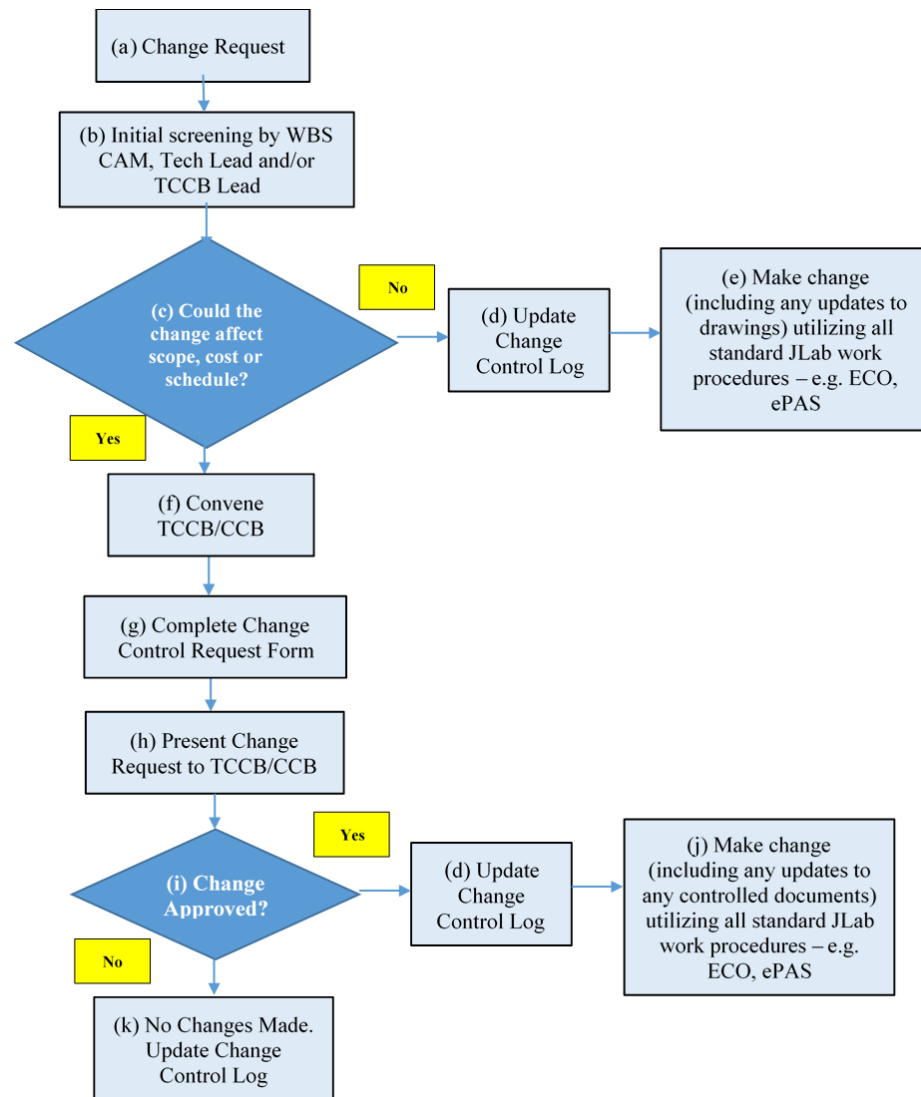 (a) Change Request
(b) Initial screening by WBS
CAM, Tech Lead and/or
TCCB Lead
(c) Could the
change affect
scope, cost or
schedule?
No
(d) Update
Change
Control Log
(e) Make change
(including any updates to
drawings) utilizing all
standard JLab work
procedures – e.g. ECO,
ePAS
Yes
(f) Convene
TCCB/CCB
(g) Complete Change
Control Request Form
(h) Present Change
Request to TCCB/CCB
(i) Change
Approved?
Yes
(d) Update
Change
Control Log
(j) Make change
(including any updates to
any controlled documents)
utilizing all standard JLab
work procedures – e.g.
ECO, ePAS
No
(k) No Changes Made.
Update Change
Control Log